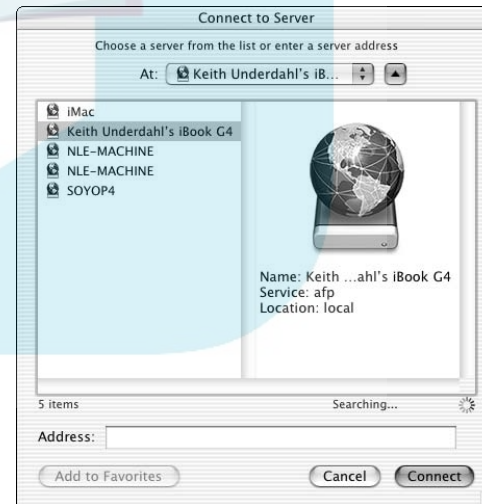 Connect to Server
Choose a server from the list or enter a server address
At: Keith Underdahl's iB...
iMac
Keith Underdahl's iBook G4
NLE-MACHINE
NLE-MACHINE
SOYOP4
Name: Keith ...ahl's iBook G4
Service: afp
Location: local
5 items
Searching...
Address:
Add to Favorites
Cancel
Connect